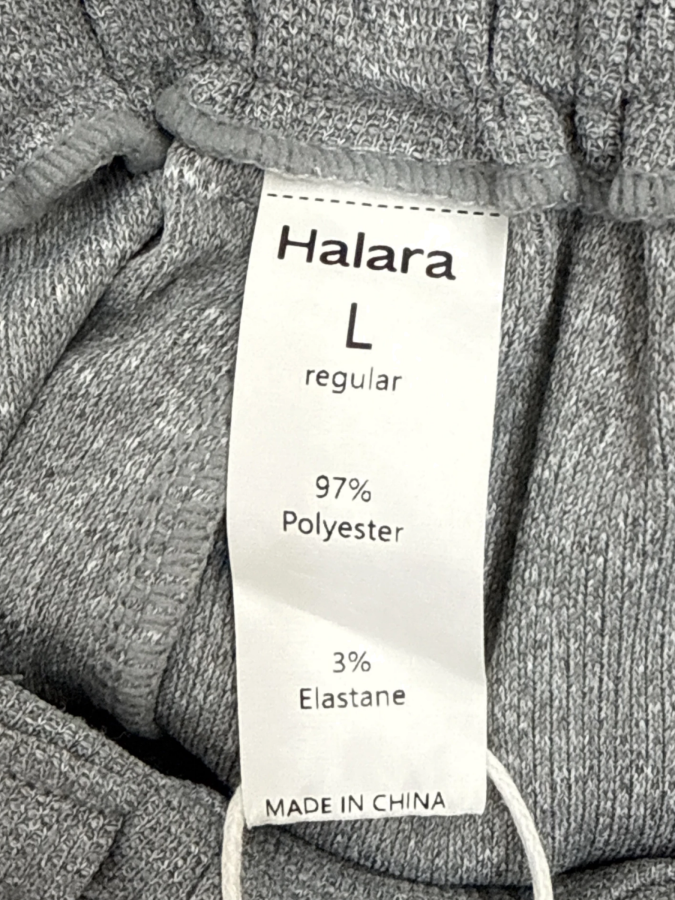 Halara
L
regular
97%
Polyester
3%
Elastane
MADE IN CHINA